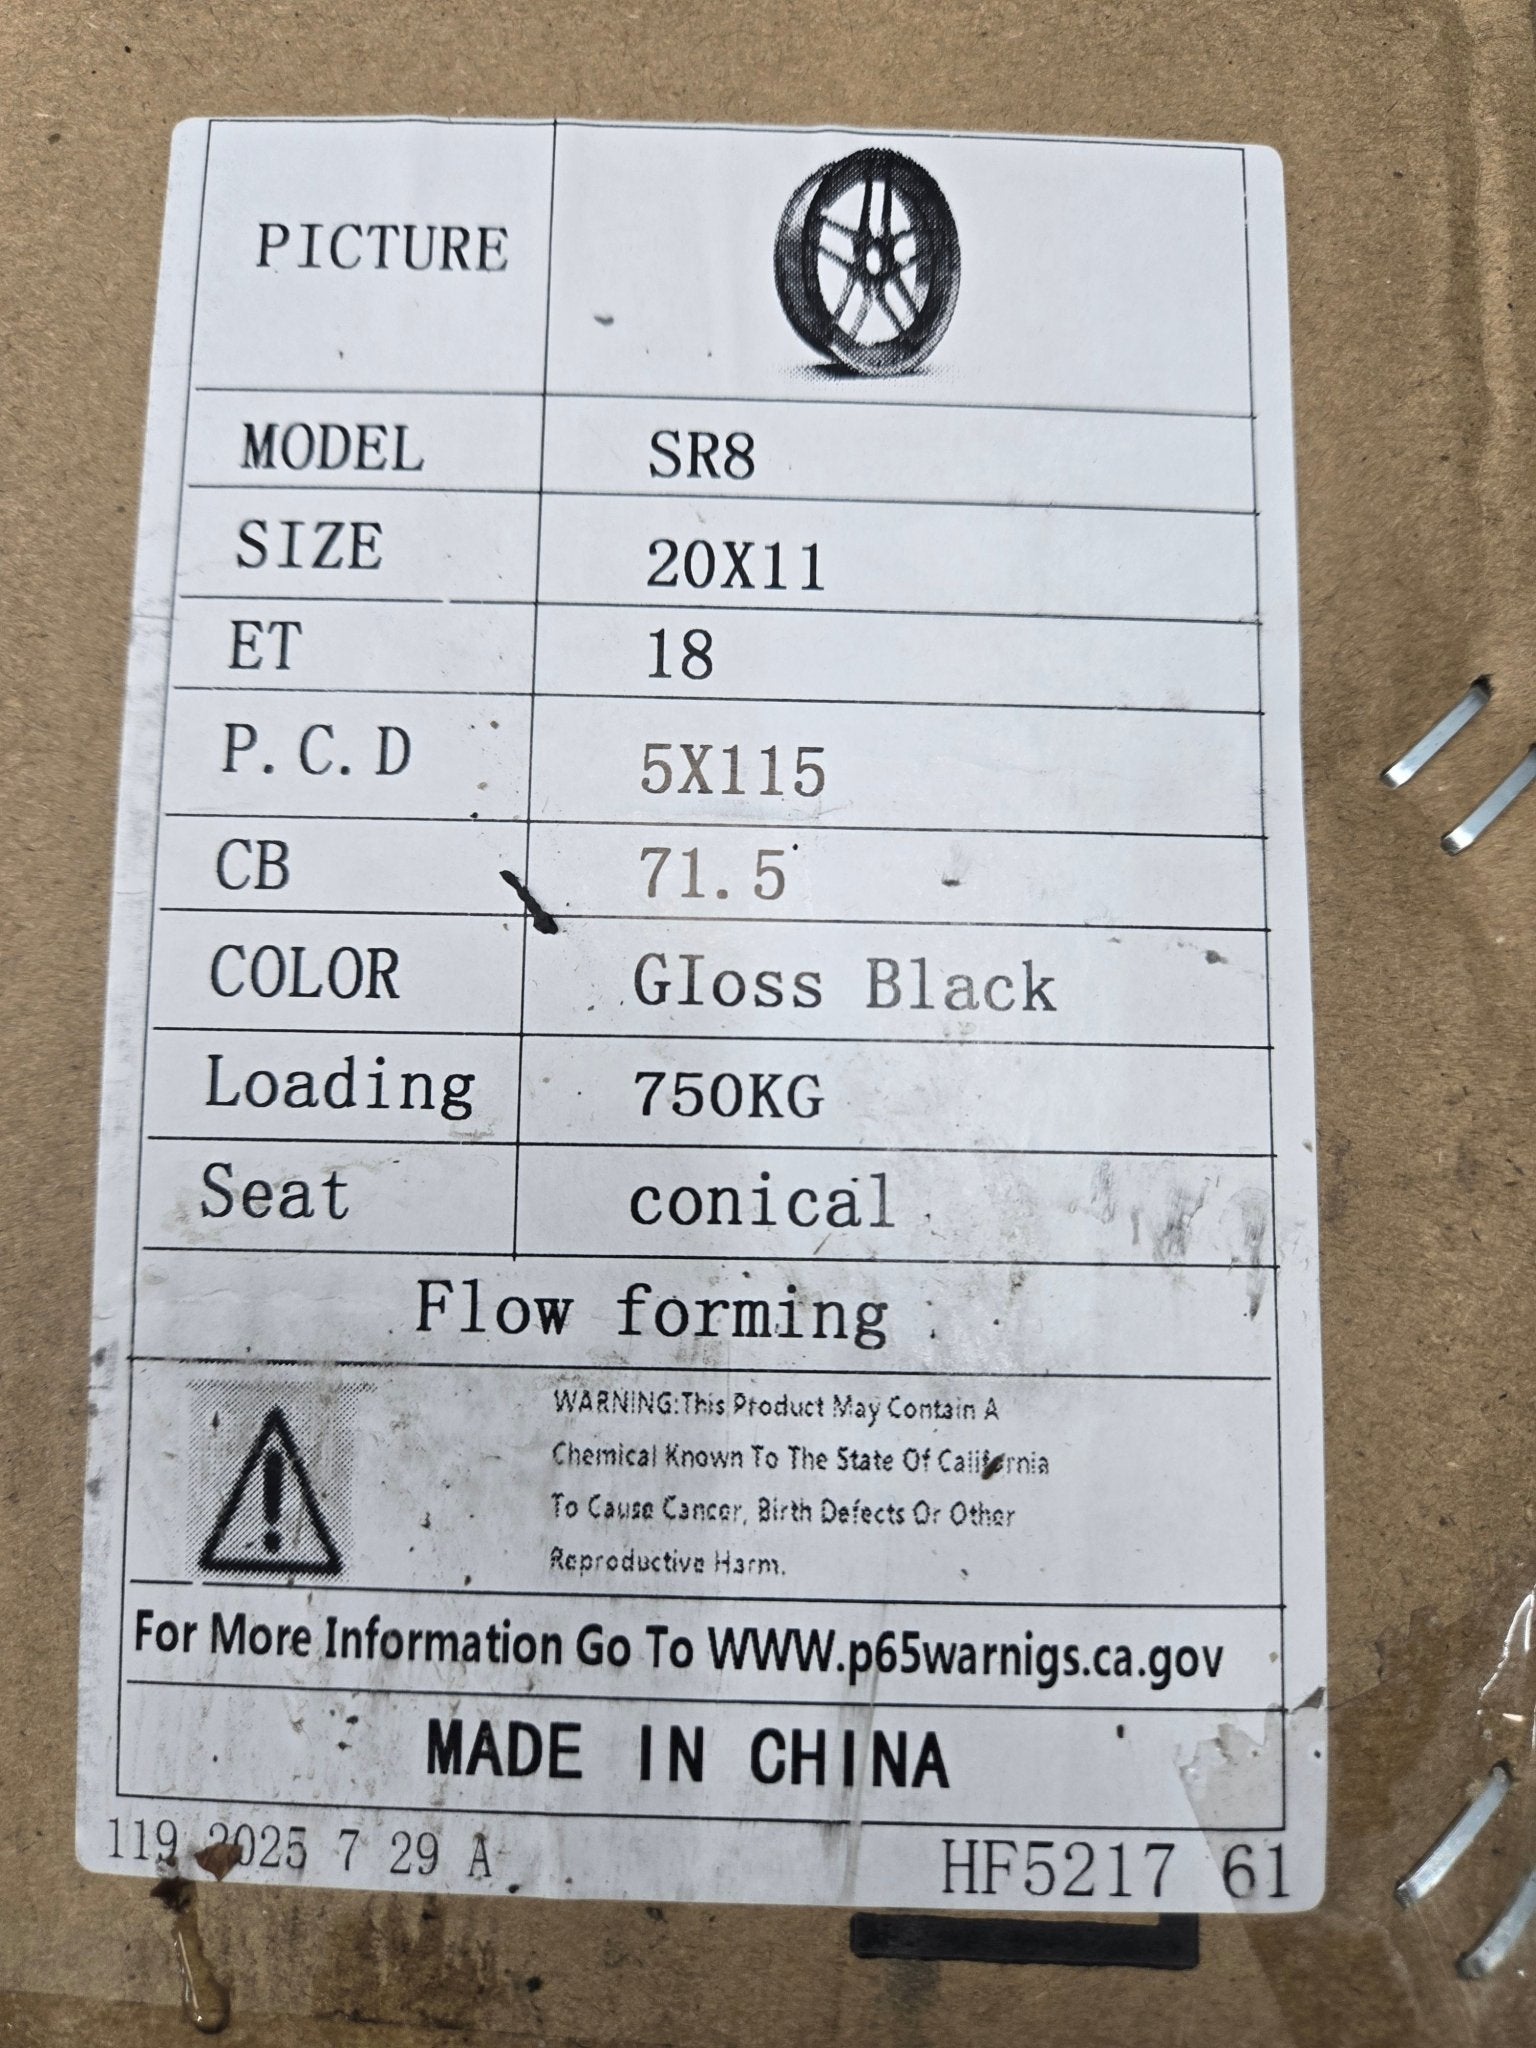 PICTURE
MODEL SR8
SIZE 20X11
ET 18
P.C.D 5X115
CB 71.5
COLOR GIoss Black
Loading 750KG
Seat conical
Flow forming
WARNING:This Product May Contain A
Chemical Known To The State Of California
To Cause Cancer, Birth Defects Or Other
Reproductive Harm.
For More Information Go To WWW.p65warnigs.ca.gov
MADE IN CHINA
119 2025 7 29 A HF5217 61